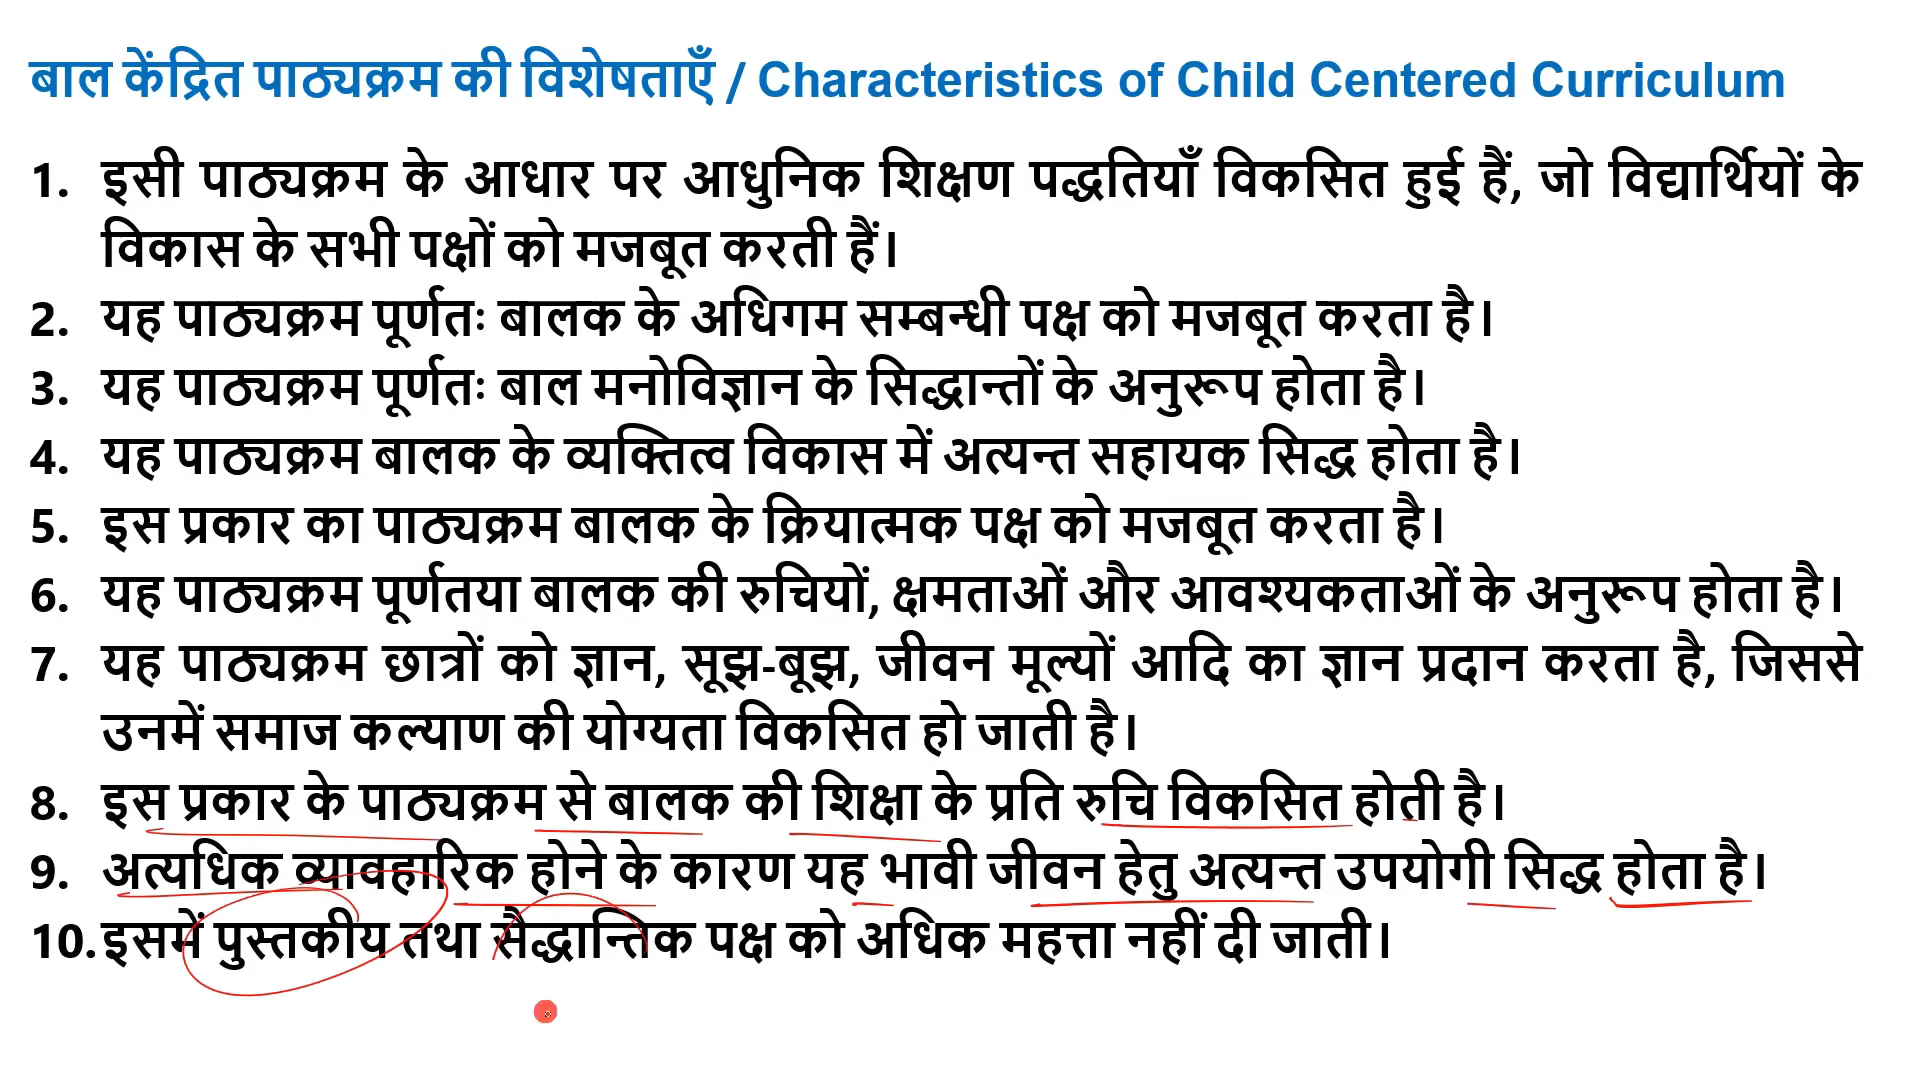 बाल केंद्रित पाठ्यक्रम की विशेषताएँ / Characteristics of Child Centered Curriculum
1. इसी पाठ्यक्रम के आधार पर आधुनिक शिक्षण पद्धतियाँ विकसित हुई हैं, जो विद्यार्थियों के
विकास के सभी पक्षों को मजबूत करती हैं।
2. यह पाठ्यक्रम पूर्णतः बालक के अधिगम सम्बन्धी पक्ष को मजबूत करता है।
3. यह पाठ्यक्रम पूर्णतः बाल मनोविज्ञान के सिद्धान्तों के अनुरूप होता है।
4. यह पाठ्यक्रम बालक के व्यक्तित्व विकास में अत्यन्त सहायक सिद्ध होता है।
5. इस प्रकार का पाठ्यक्रम बालक के क्रियात्मक पक्ष को मजबूत करता है।
6. यह पाठ्यक्रम पूर्णतया बालक की रुचियों, क्षमताओं और आवश्यकताओं के अनुरूप होता है।
7. यह पाठ्यक्रम छात्रों को ज्ञान, सूझ-बूझ, जीवन मूल्यों आदि का ज्ञान प्रदान करता है, जिससे
उनमें समाज कल्याण की योग्यता विकसित हो जाती है।
8. इस प्रकार के पाठ्यक्रम से बालक की शिक्षा के प्रति रुचि विकसित होती है।
9. अत्यधिक व्यावहारिक होने के कारण यह भावी जीवन हेतु अत्यन्त उपयोगी सिद्ध होता है।
10. इसमें पुस्तकीय तथा सैद्धान्तिक पक्ष को अधिक महत्ता नहीं दी जाती।